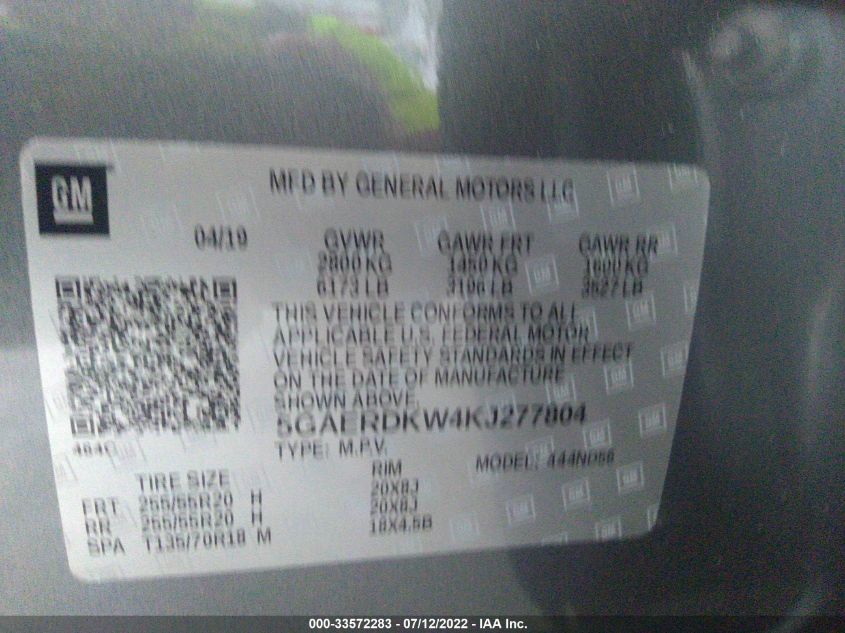 GM
MFD BY GENERAL MOTORS LLC
04/19 GVWR GAWR FRT GAWR RR
2800 KG 1450 KG 1600 KG
6173 LB 3196 LB 3527 LB
THIS VEHICLE CONFORMS TO ALL
APPLICABLE U.S. FEDERAL MOTOR
VEHICLE SAFETY STANDARDS IN EFFECT
ON THE DATE OF MANUFACTURE
SHOWN ABOVE.
5GAERDKW4KJ277804
TYPE: M.P.V. MODEL:
TIRE SIZE RIM
FRT 255/55R20 H 20X8J
RR 255/55R20 H 20X8J
SPA T135/70R18 M 18X4.5B
000-33572283 - 07/12/2022 - IAA Inc.